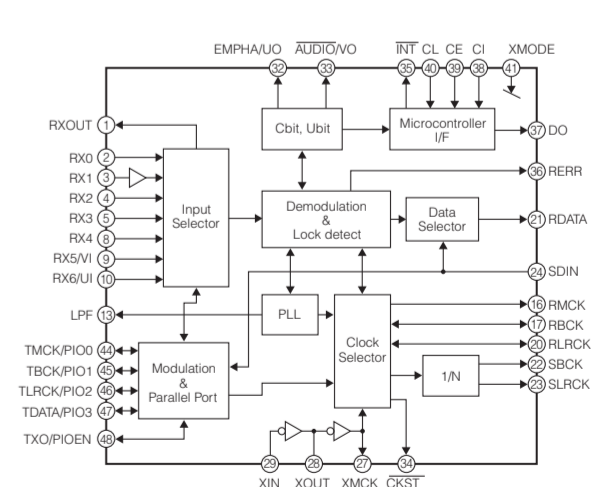 EMPHA/UO AUDIO/VO INT CL CE CI XMODE
32 33 35 40 39 38 41
RXOUT 1
Cbit, Ubit
Microcontroller
I/F
37 DO
RX0 2
RX1 3
RX2 4
RX3 5
RX4 8
RX5/VI 9
RX6/UI 10
Input
Selector
Demodulation
&
Lock detect
Data
Selector
36 RERR
21 RDATA
24 SDIN
LPF 13
PLL
Clock
Selector
16 RMCK
17 RBCK
20 RLRCK
22 SBCK
23 SLRCK
1/N
TMCK/PIO0 44
TBCK/PIO1 45
TLRCK/PIO2 46
TDATA/PIO3 47
TXO/PIOEN 48
Modulation
&
Parallel Port
29 28 27 34
XIN XOUT XMCK CKST